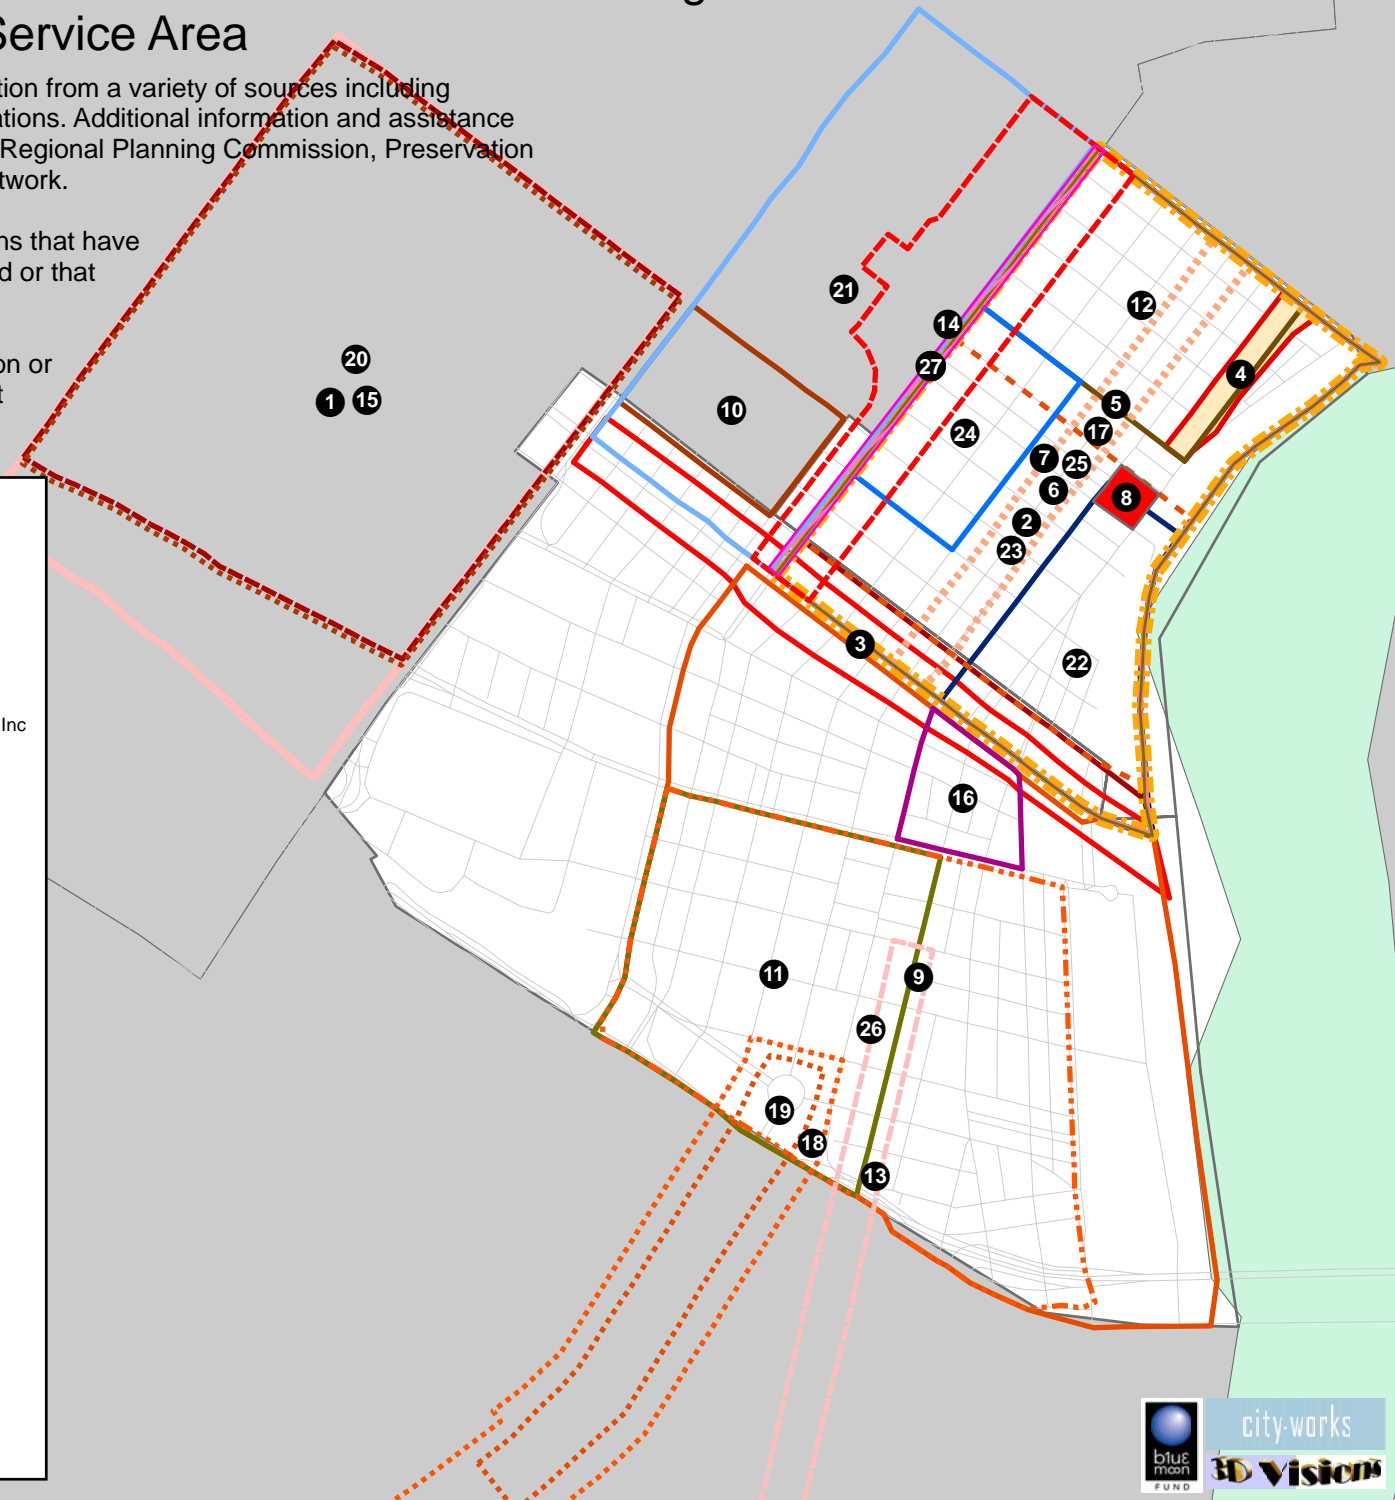 g
Service Area
tion from a variety of sources including
ations. Additional information and assistance
Regional Planning Commission, Preservation
twork.
ns that have
d or that
on or
t
Inc
21
14
12
27
4
20
1 15
10
5
24
17
7 25
6
8
2
23
3
22
16
11
9
26
19
18
13
city·works
bluε
moon
FUND
3D Visions